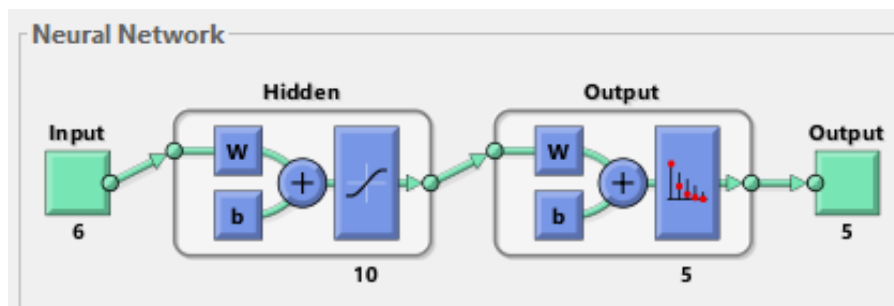 Neural Network
Hidden Output
Input Output
W W
+ +
b b
6 5
10 5